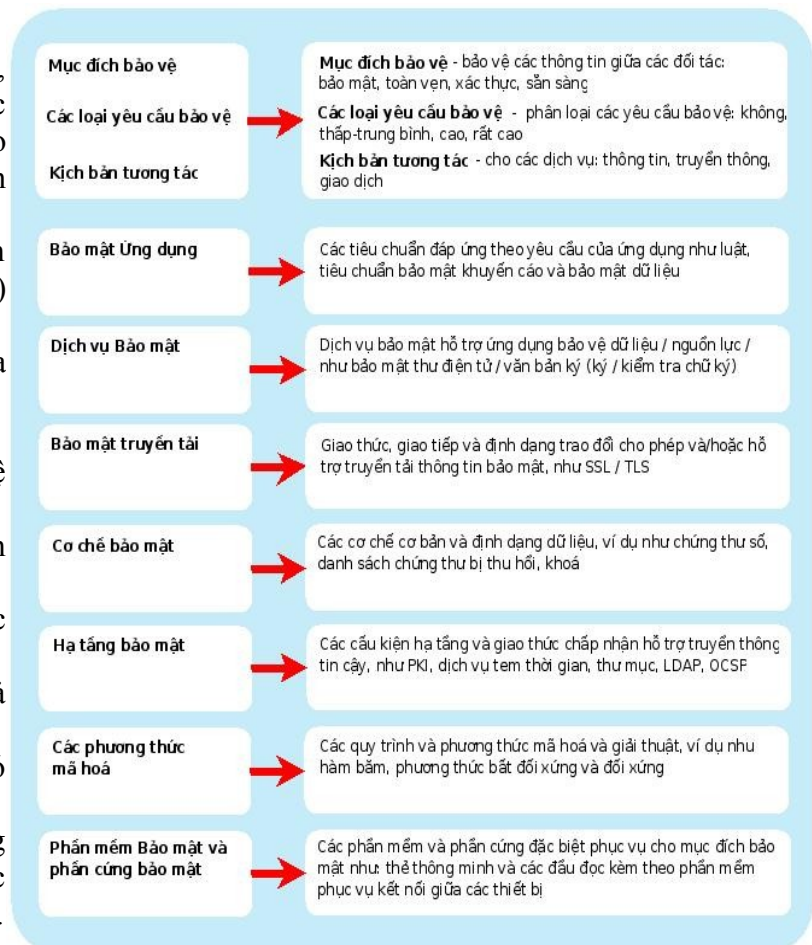 Mục đích bảo vệ
Các loại yêu cầu bảo vệ
Kịch bản tương tác
Mục đích bảo vệ - bảo vệ các thông tin giữa các đối tác:
bảo mật, toàn vẹn, xác thực, sẵn sàng
Các loại yêu cầu bảo vệ - phân loại các yêu cầu bảo vệ: không,
thấp-trung bình, cao, rất cao
Kịch bản tương tác - cho các dịch vụ: thông tin, truyền thông,
giao dịch
Bảo mật Ứng dụng
Các tiêu chuẩn đáp ứng theo yêu cầu của ứng dụng như luật,
tiêu chuẩn bảo mật khuyến cáo và bảo mật dữ liệu
Dịch vụ Bảo mật
Dịch vụ bảo mật hỗ trợ ứng dụng bảo vệ dữ liệu / nguồn lực /
như bảo mật thư điện tử / văn bản ký (ký / kiểm tra chữ ký)
Bảo mật truyền tải
Giao thức, giao tiếp và định dạng trao đổi cho phép và/hoặc hỗ
trợ truyền tải thông tin bảo mật, như SSL / TLS
Cơ chế bảo mật
Các cơ chế cơ bản và định dạng dữ liệu, ví dụ như chứng thư số,
danh sách chứng thư bị thu hồi, khoá
Hạ tầng bảo mật
Các cấu kiện hạ tầng và giao thức chấp nhận hỗ trợ truyền thông
tin cậy, như PKI, dịch vụ tem thời gian, thư mục, LDAP, OCSP
Các phương thức
mã hoá
Các quy trình và phương thức mã hoá và giải thuật, ví dụ như
hàm băm, phương thức bất đối xứng và đối xứng
Phần mềm Bảo mật và
phần cứng bảo mật
Các phần mềm và phần cứng đặc biệt phục vụ cho mục đích bảo
mật như: thẻ thông minh và các đầu đọc kèm theo phần mềm
phục vụ kết nối giữa các thiết bị